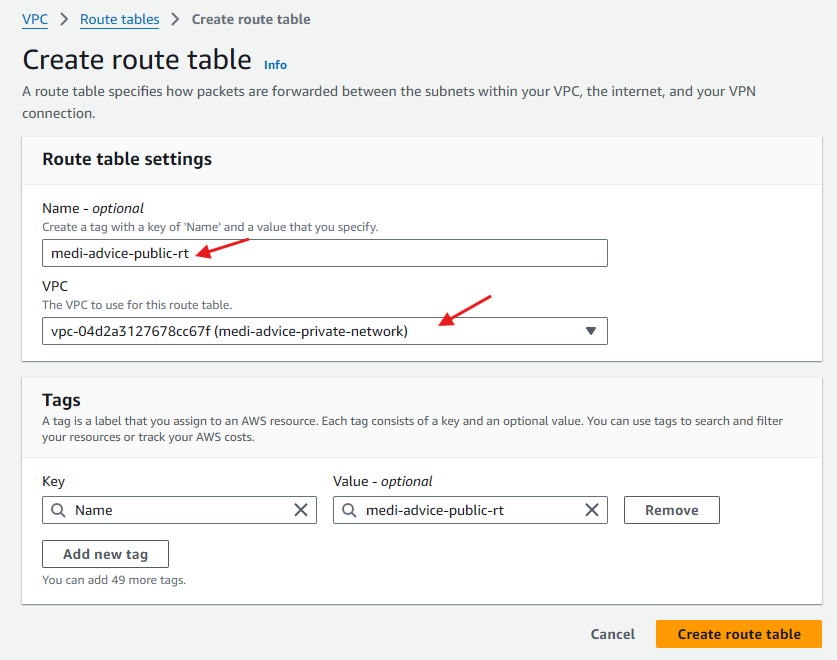 VPC > Route tables > Create route table
Create route table Info
A route table specifies how packets are forwarded between the subnets within your VPC, the internet, and your VPN
connection.
Route table settings
Name - optional
Create a tag with a key of 'Name' and a value that you specify.
medi-advice-public-rt
VPC
The VPC to use for this route table.
vpc-04d2a3127678cc67f (medi-advice-private-network)
Tags
A tag is a label that you assign to an AWS resource. Each tag consists of a key and an optional value. You can use tags to search and filter
your resources or track your AWS costs.
Key Value - optional
Name medi-advice-public-rt Remove
Add new tag
You can add 49 more tags.
Cancel Create route table